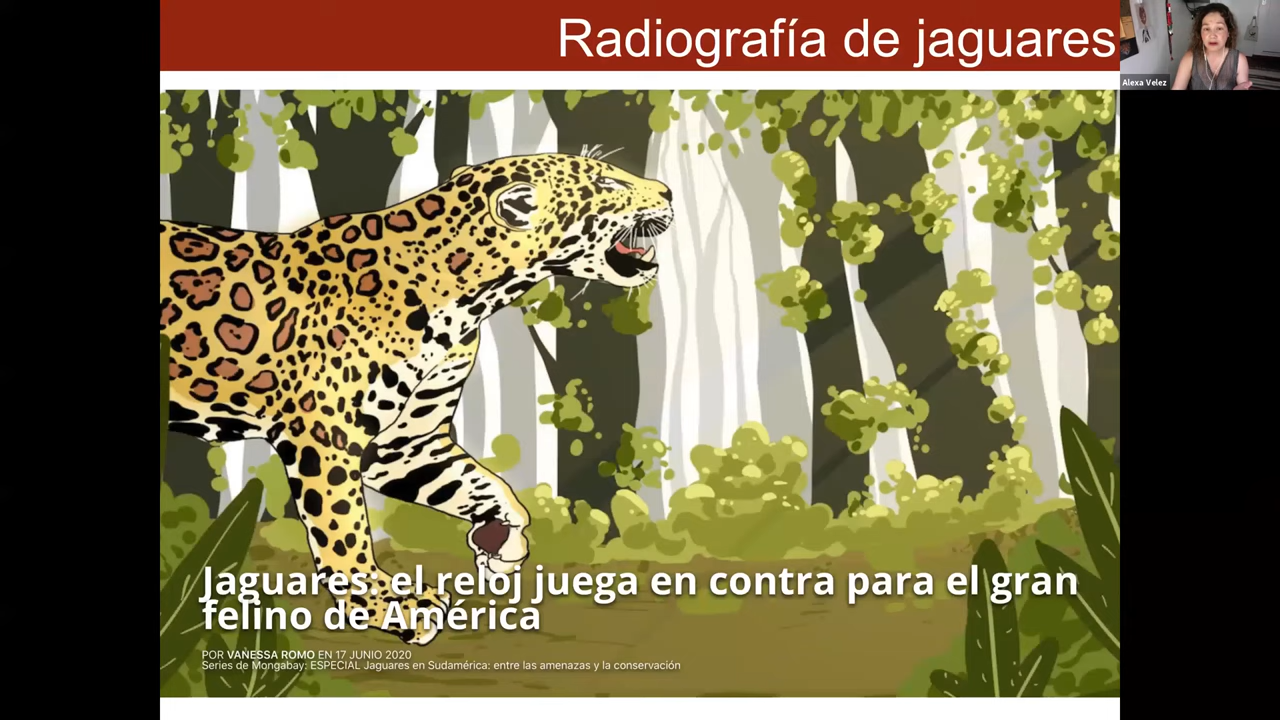 Radiografía de jaguares
Alexa Velez
Jaguares: el reloj juega en contra para el gran
felino de América
POR VANESSA ROMO EN 17 JUNIO 2020
Series de Mongabay: ESPECIAL Jaguares en Sudamérica: entre las amenazas y la conservación